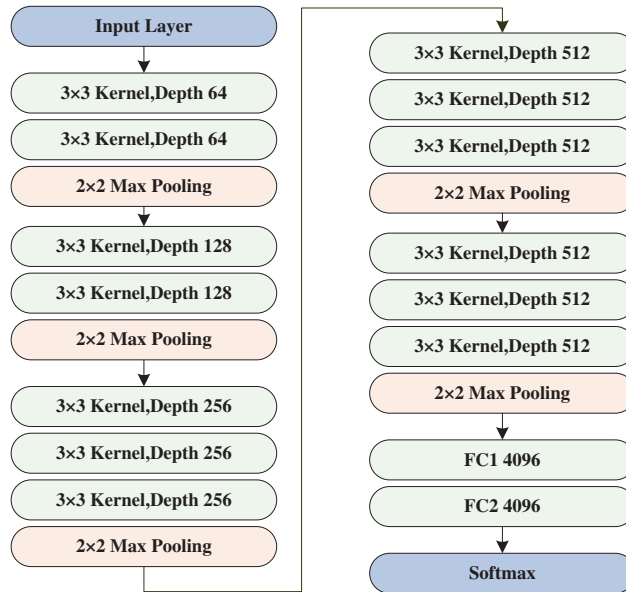 Input Layer
3×3 Kernel,Depth 64
3×3 Kernel,Depth 64
2×2 Max Pooling
3×3 Kernel,Depth 128
3×3 Kernel,Depth 128
2×2 Max Pooling
3×3 Kernel,Depth 256
3×3 Kernel,Depth 256
3×3 Kernel,Depth 256
2×2 Max Pooling
3×3 Kernel,Depth 512
3×3 Kernel,Depth 512
3×3 Kernel,Depth 512
2×2 Max Pooling
3×3 Kernel,Depth 512
3×3 Kernel,Depth 512
3×3 Kernel,Depth 512
2×2 Max Pooling
FC1 4096
FC2 4096
Softmax